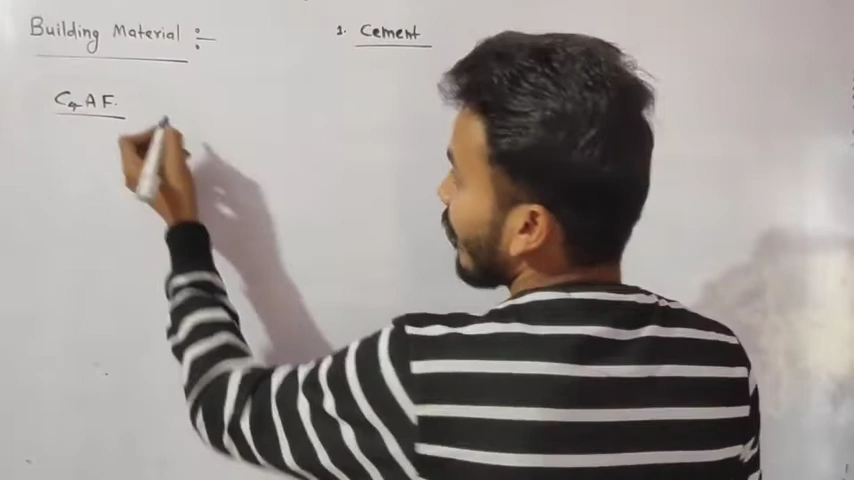 Building Material :-
1. Cement
C4AF.